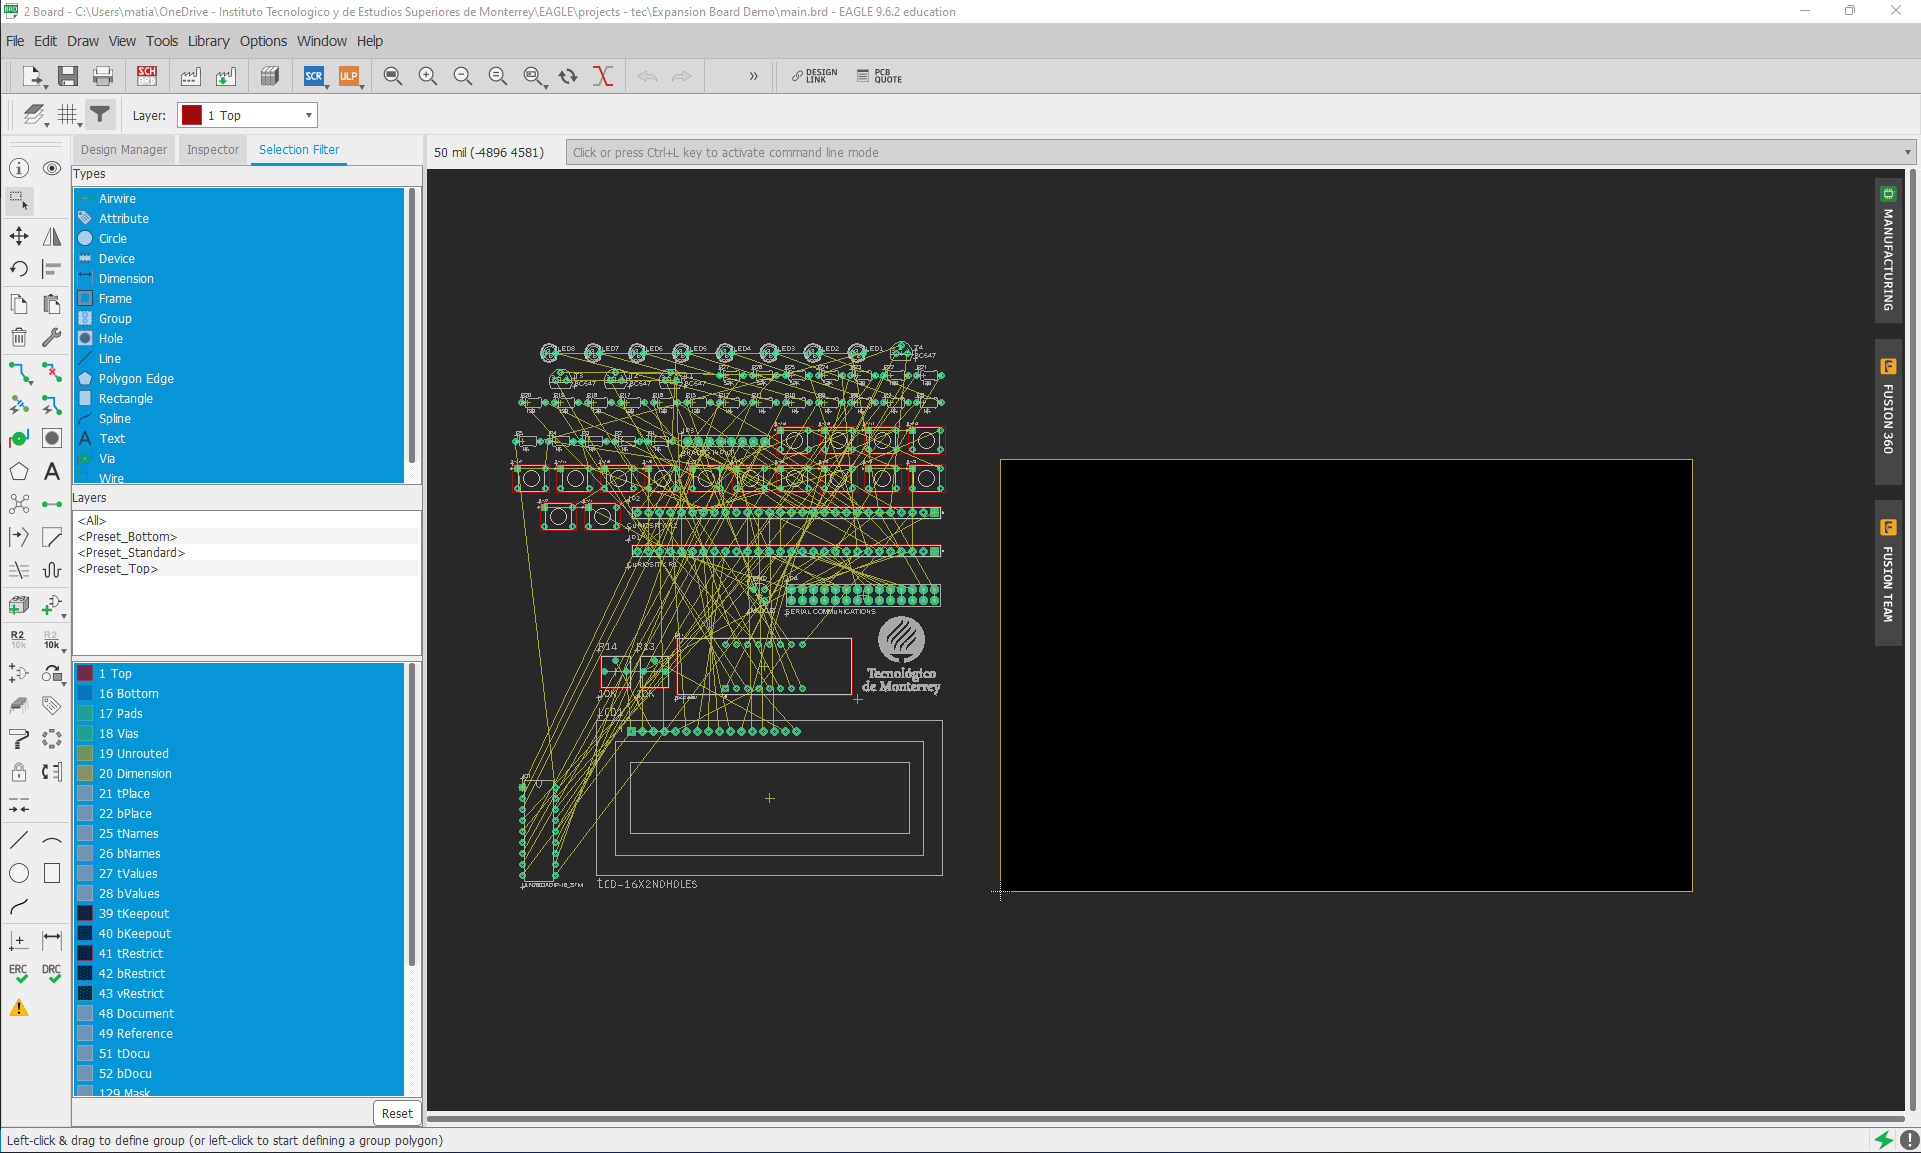 2 Board - C:\Users\matia\OneDrive - Instituto Tecnologico y de Estudios Superiores de Monterrey\EAGLE\projects - tec\Expansion Board Demo\main.brd - EAGLE 9.6.2 education
File Edit Draw View Tools Library Options Window Help
SCH BRD SCR ULP » DESIGN LINK PCB QUOTE
Layer: 1 Top
Design Manager Inspector Selection Filter
50 mil (-4896 4581) Click or press Ctrl+L key to activate command line mode
Types
Airwire
Attribute
Circle
Device
Dimension
Frame
Group
Hole
Line
Polygon Edge
Rectangle
Spline
Text
Via
Wire
Layers
<All>
<Preset_Bottom>
<Preset_Standard>
<Preset_Top>
1 Top
16 Bottom
17 Pads
18 Vias
19 Unrouted
20 Dimension
21 tPlace
22 bPlace
25 tNames
26 bNames
27 tValues
28 bValues
39 tKeepout
40 bKeepout
41 tRestrict
42 bRestrict
43 vRestrict
48 Document
49 Reference
51 tDocu
52 bDocu
129 Mask
Reset
R2 10k R2 10k
ERC DRC
LED8 LED7 LED6 LED5 LED4 LED3 LED2 LED1 T4
BC547
BC547 BC547 BC547
SERIAL COMMUNICATIONS
R14 R13
10K 10K
Tecnológico
de Monterrey
LCD1
LCD-16X2NOHOLES
MANUFACTURING
FUSION 360
FUSION TEAM
Left-click & drag to define group (or left-click to start defining a group polygon)